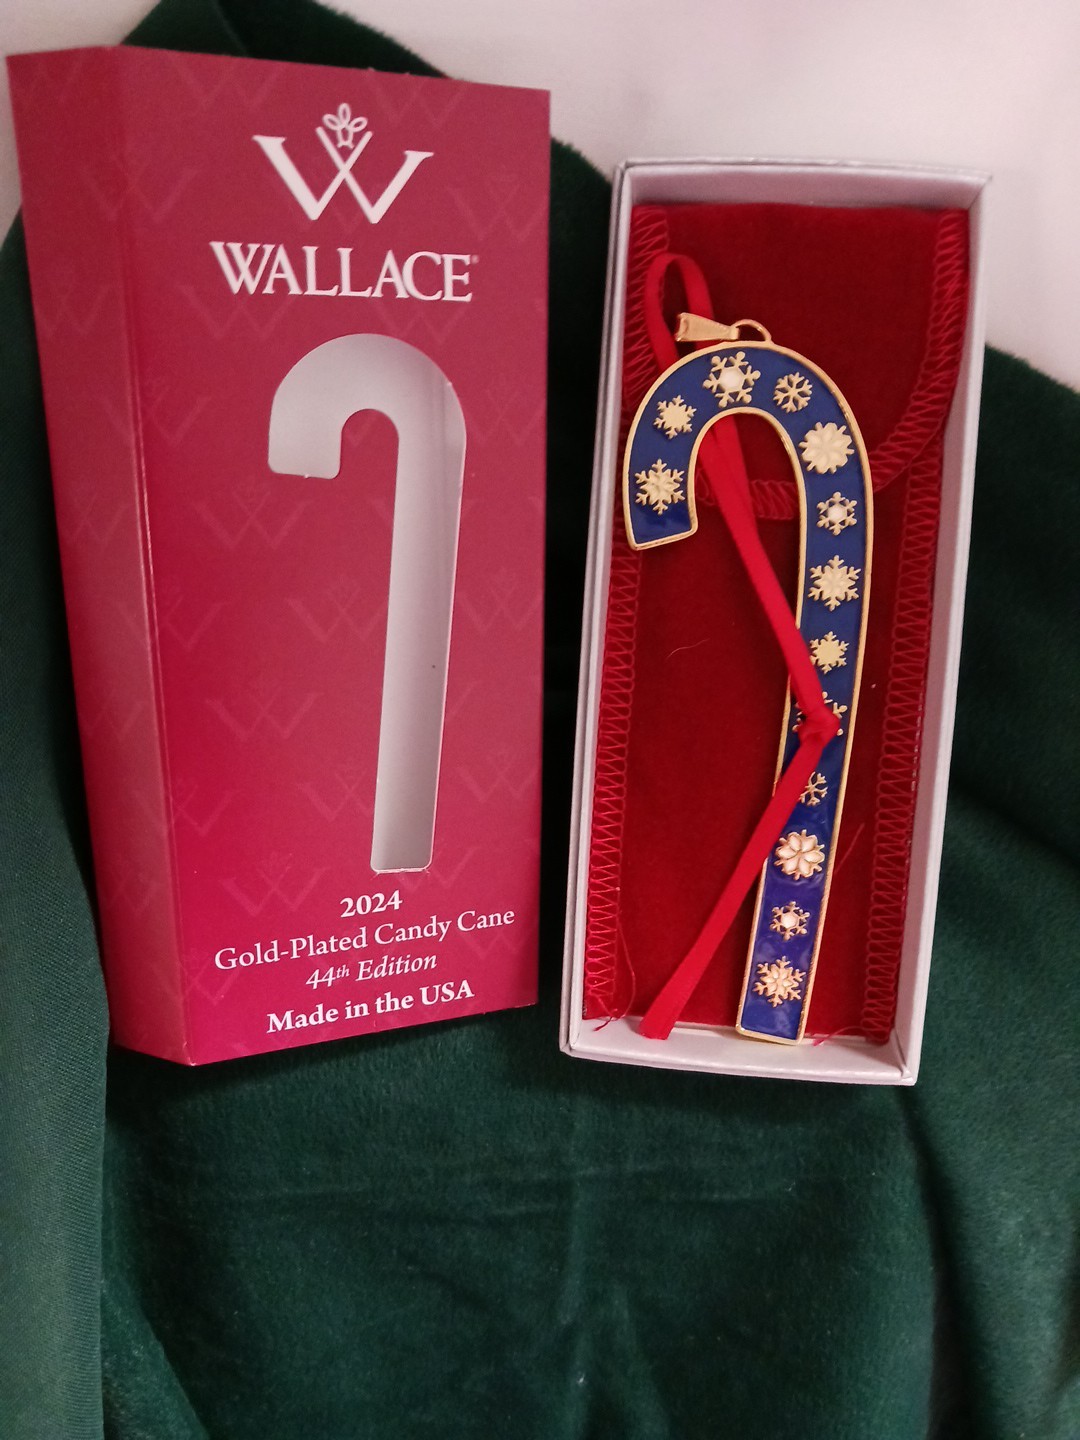 W
WALLACE®
2024
Gold-Plated Candy Cane
44th Edition
Made in the USA